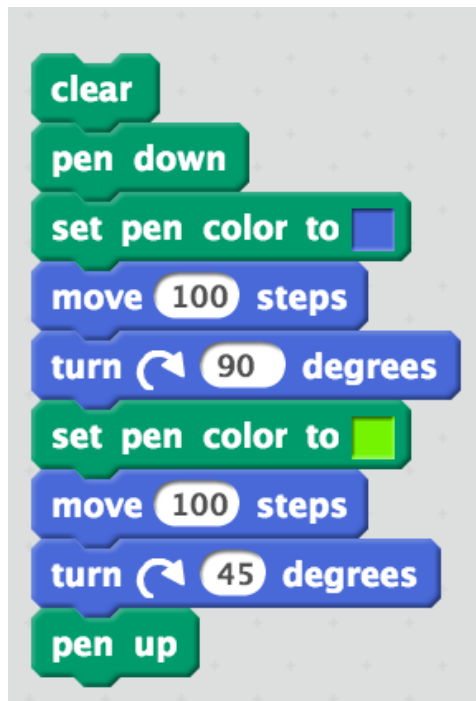 clear
pen down
set pen color to
move 100 steps
turn 90 degrees
set pen color to
move 100 steps
turn 45 degrees
pen up